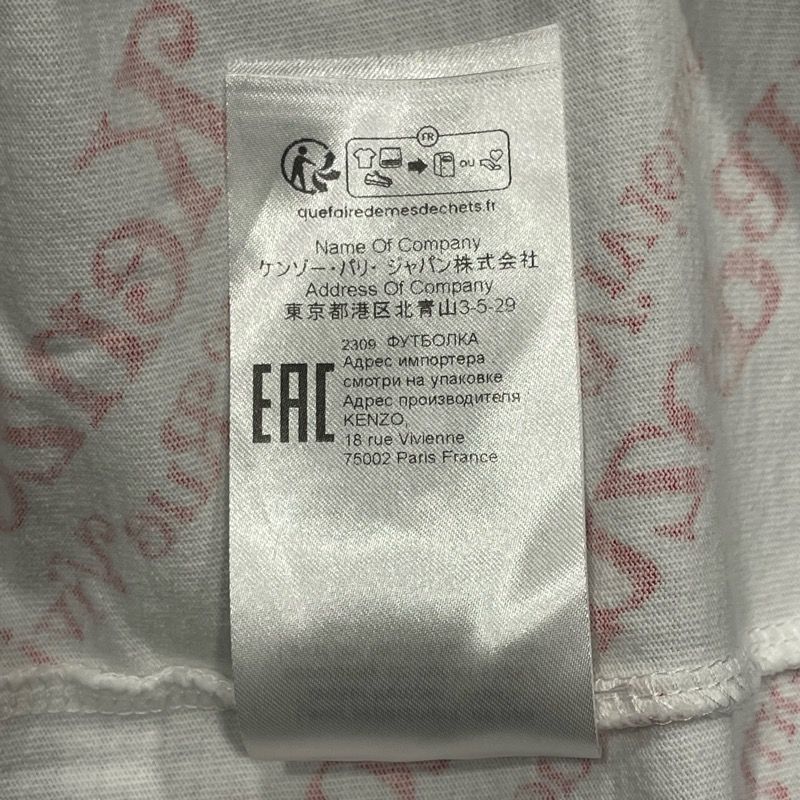 FR
OU
quefairedemesdechets.fr
Name Of Company
ケンゾー・パリ・ジャパン株式会社
Address Of Company
東京都港区北青山3-5-29
2309 ФУТБОЛКА
Адрес импортера
смотри на упаковке
Адрес производителя
KENZO,
18 rue Vivienne
75002 Paris France
EAC